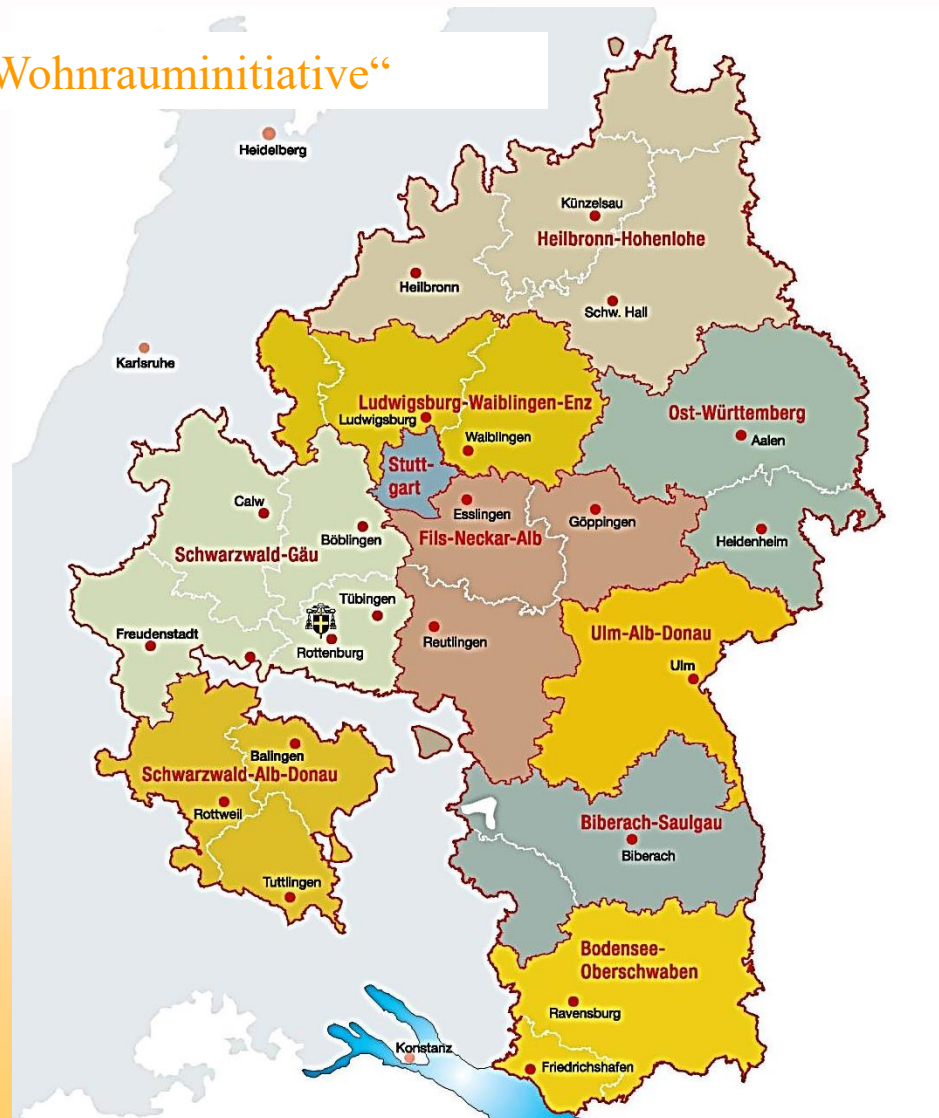 Wohnrauminitiative“
Heidelberg
Künzelsau
Heilbronn-Hohenlohe
Heilbronn
Schw. Hall
Karlsruhe
Ludwigsburg-Waiblingen-Enz
Ludwigsburg
Waiblingen
Ost-Württemberg
Aalen
Stutt-
gart
Calw
Esslingen
Göppingen
Böblingen
Fils-Neckar-Alb
Heidenheim
Schwarzwald-Gäu
Tübingen
Freudenstadt
Rottenburg
Reutlingen
Ulm-Alb-Donau
Ulm
Balingen
Schwarzwald-Alb-Donau
Rottweil
Biberach-Saulgau
Biberach
Tuttlingen
Bodensee-
Oberschwaben
Ravensburg
Konstanz
Friedrichshafen